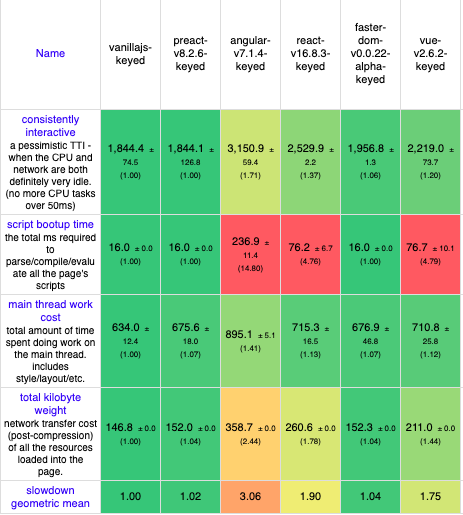 Name
vanillajs-
keyed
preact-
v8.2.6-
keyed
angular-
v7.1.4-
keyed
react-
v16.8.3-
keyed
faster-
dom-
v0.0.22-
alpha-
keyed
vue-
v2.6.2-
keyed
consistently
interactive
a pessimistic TTI -
when the CPU and
network are both
definitely very idle.
(no more CPU tasks
over 50ms)
1,844.4 ±
74.5
(1.00)
1,844.1 ±
126.8
(1.00)
3,150.9 ±
59.4
(1.71)
2,529.9 ±
2.2
(1.37)
1,956.8 ±
1.3
(1.06)
2,219.0 ±
73.7
(1.20)
script bootup time
the total ms required
to
parse/compile/evalu
ate all the page's
scripts
16.0 ± 0.0
(1.00)
16.0 ± 0.0
(1.00)
236.9 ±
11.4
(14.80)
76.2 ± 6.7
(4.76)
16.0 ± 0.0
(1.00)
76.7 ± 10.1
(4.79)
main thread work
cost
total amount of time
spent doing work on
the main thread.
includes
style/layout/etc.
634.0 ±
12.4
(1.00)
675.6 ±
18.0
(1.07)
895.1 ± 5.1
(1.41)
715.3 ±
16.5
(1.13)
676.9 ±
46.8
(1.07)
710.8 ±
25.8
(1.12)
total kilobyte
weight
network transfer cost
(post-compression)
of all the resources
loaded into the
page.
146.8 ± 0.0
(1.00)
152.0 ± 0.0
(1.04)
358.7 ± 0.0
(2.44)
260.6 ± 0.0
(1.78)
152.3 ± 0.0
(1.04)
211.0 ± 0.0
(1.44)
slowdown
geometric mean
1.00
1.02
3.06
1.90
1.04
1.75